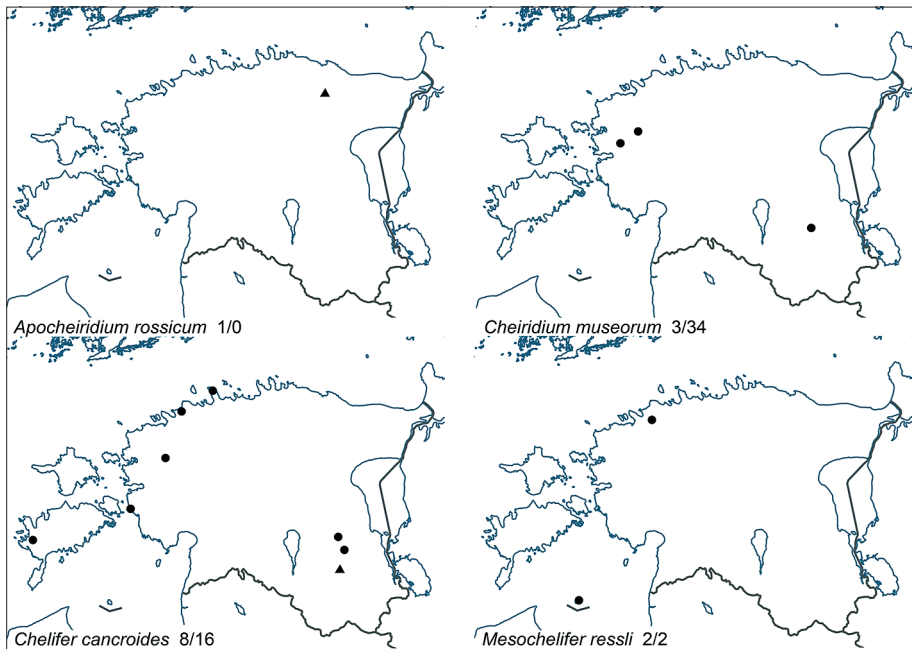 Apocheiridium rossicum 1/0
Cheiridium museorum 3/34
Chelifer cancroides 8/16
Mesochelifer ressli 2/2